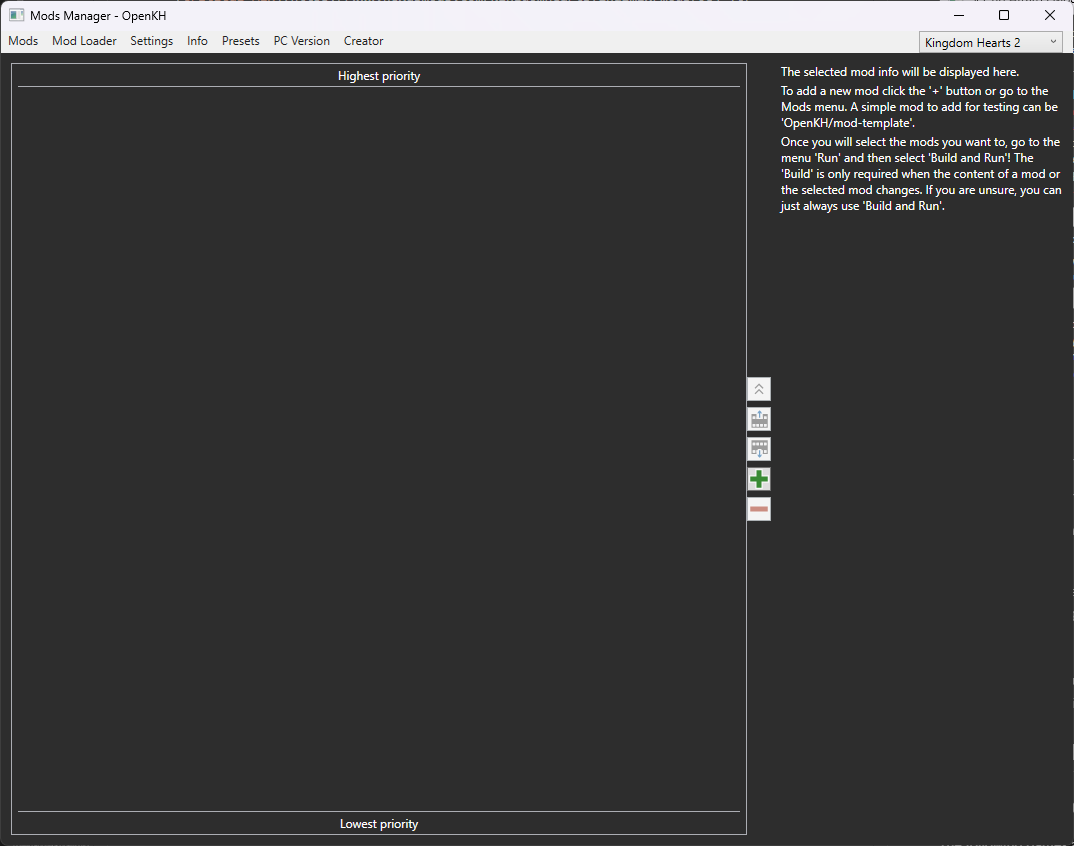 Mods Manager - OpenKH
Mods Mod Loader Settings Info Presets PC Version Creator
Kingdom Hearts 2
Highest priority
Lowest priority
The selected mod info will be displayed here.
To add a new mod click the '+' button or go to the
Mods menu. A simple mod to add for testing can be
'OpenKH/mod-template'.
Once you will select the mods you want to, go to the
menu 'Run' and then select 'Build and Run'! The
'Build' is only required when the content of a mod or
the selected mod changes. If you are unsure, you can
just always use 'Build and Run'.